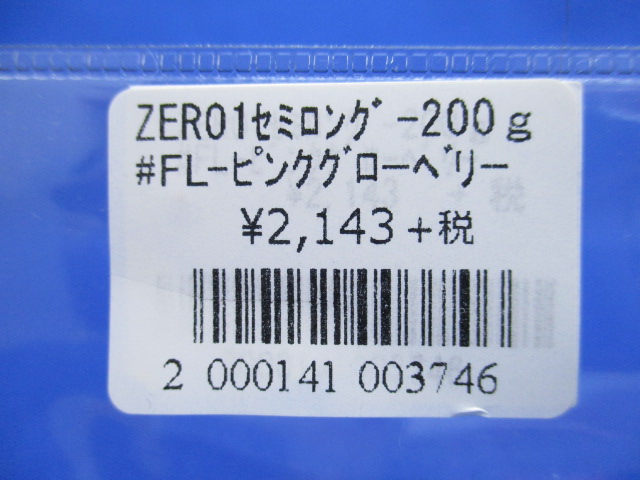 ZERO1ｾﾐﾛﾝｸﾞ-200ｇ
#FL-ﾋﾟﾝｸｸﾞﾛｰﾍﾞﾘｰ
¥2,143+税
2 000141 003746